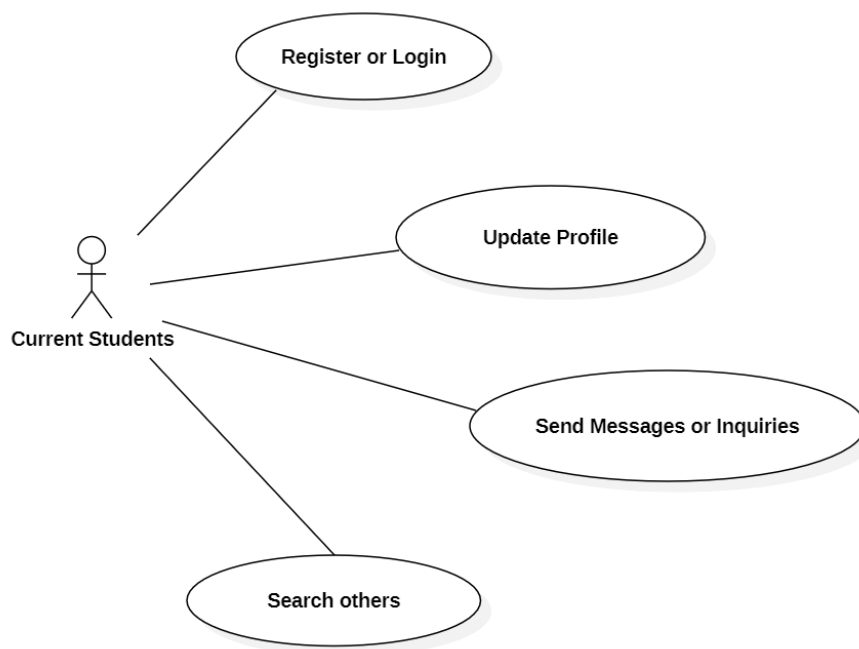 Register or Login
Update Profile
Current Students
Send Messages or Inquiries
Search others